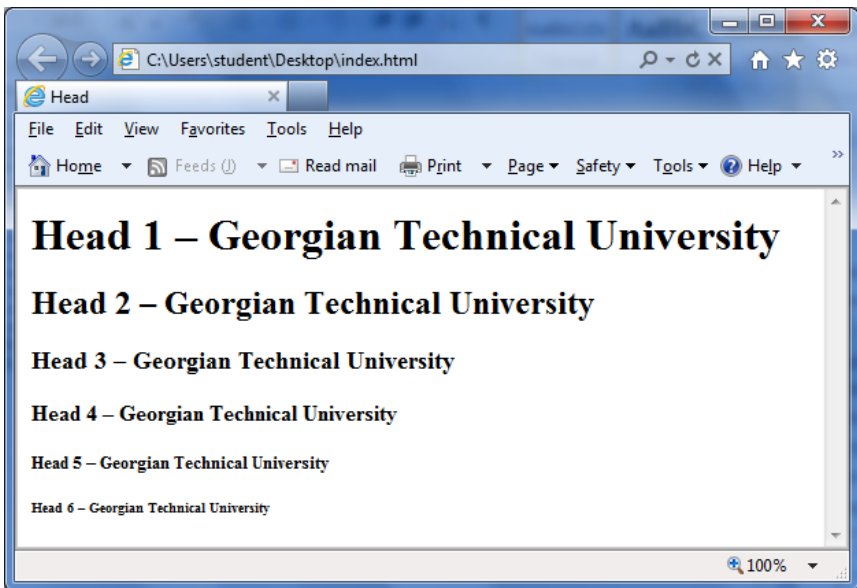 C:\Users\student\Desktop\index.html
Head
File Edit View Favorites Tools Help
Home Feeds (J) Read mail Print Page Safety Tools Help
Head 1 – Georgian Technical University
Head 2 – Georgian Technical University
Head 3 – Georgian Technical University
Head 4 – Georgian Technical University
Head 5 – Georgian Technical University
Head 6 – Georgian Technical University
100%